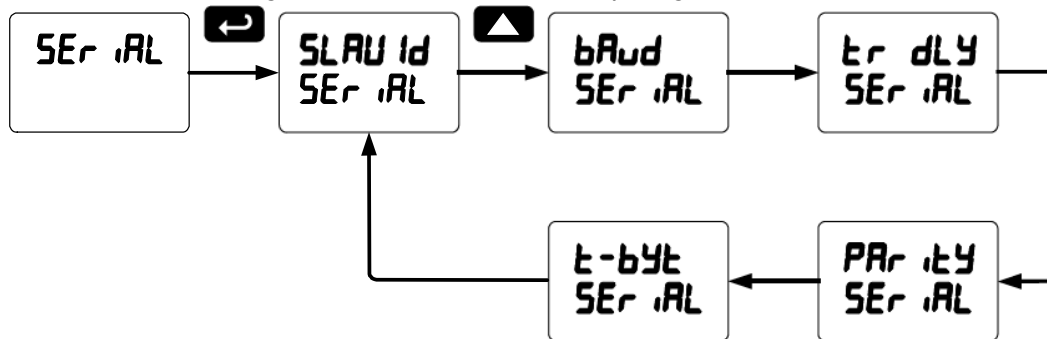 SEr iAL
SLAV Id
SEr iAL
bAud
SEr iAL
tr dLY
SEr iAL
t-bYt
SEr iAL
PAr itY
SEr iAL